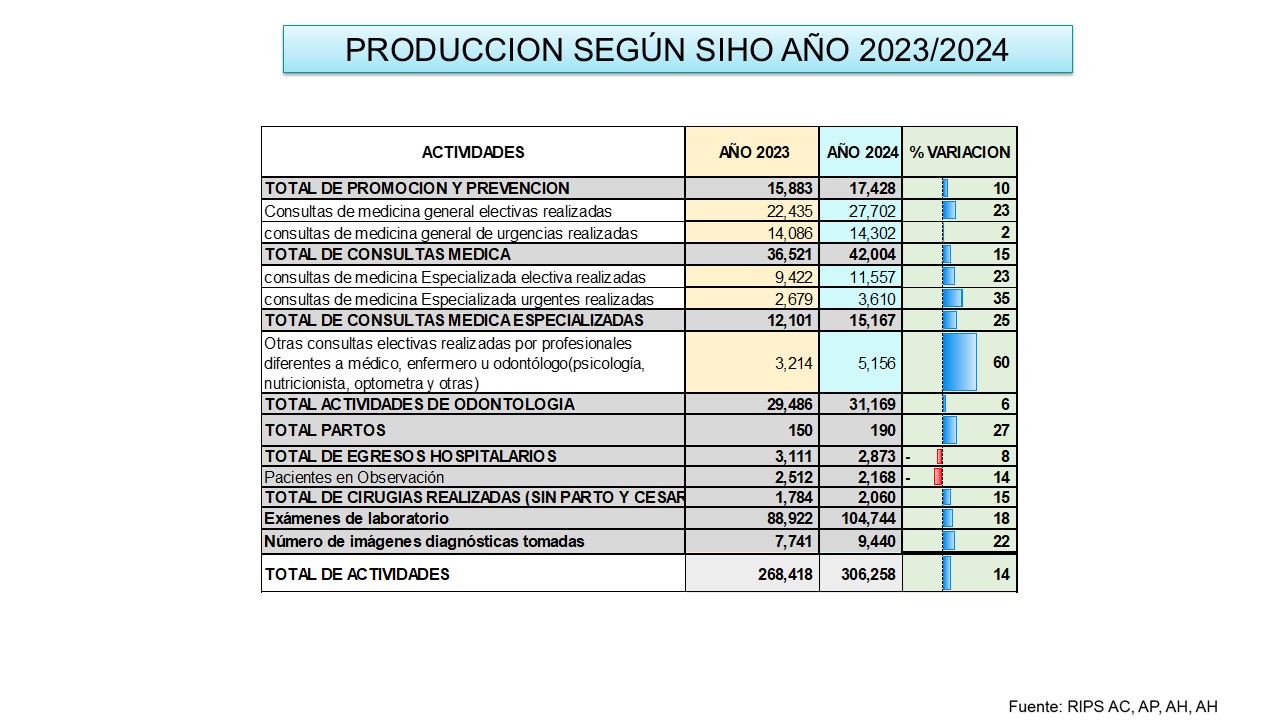 PRODUCCION SEGÚN SIHO AÑO 2023/2024
ACTIVIDADES AÑO 2023 AÑO 2024 % VARIACION
TOTAL DE PROMOCION Y PREVENCION 15,883 17,428 10
Consultas de medicina general electivas realizadas 22,435 27,702 23
consultas de medicina general de urgencias realizadas 14,086 14,302 2
TOTAL DE CONSULTAS MEDICA 36,521 42,004 15
consultas de medicina Especializada electiva realizadas 9,422 11,557 23
consultas de medicina Especializada urgentes realizadas 2,679 3,610 35
TOTAL DE CONSULTAS MEDICA ESPECIALIZADAS 12,101 15,167 25
Otras consultas electivas realizadas por profesionales
diferentes a médico, enfermero u odontólogo(psicología, 3,214 5,156 60
nutricionista, optometra y otras)
TOTAL ACTIVIDADES DE ODONTOLOGIA 29,486 31,169 6
TOTAL PARTOS 150 190 27
TOTAL DE EGRESOS HOSPITALARIOS 3,111 2,873 - 8
Pacientes en Observación 2,512 2,168 - 14
TOTAL DE CIRUGIAS REALIZADAS (SIN PARTO Y CESAR 1,784 2,060 15
Exámenes de laboratorio 88,922 104,744 18
Número de imágenes diagnósticas tomadas 7,741 9,440 22
TOTAL DE ACTIVIDADES 268,418 306,258 14
Fuente: RIPS AC, AP, AH, AH